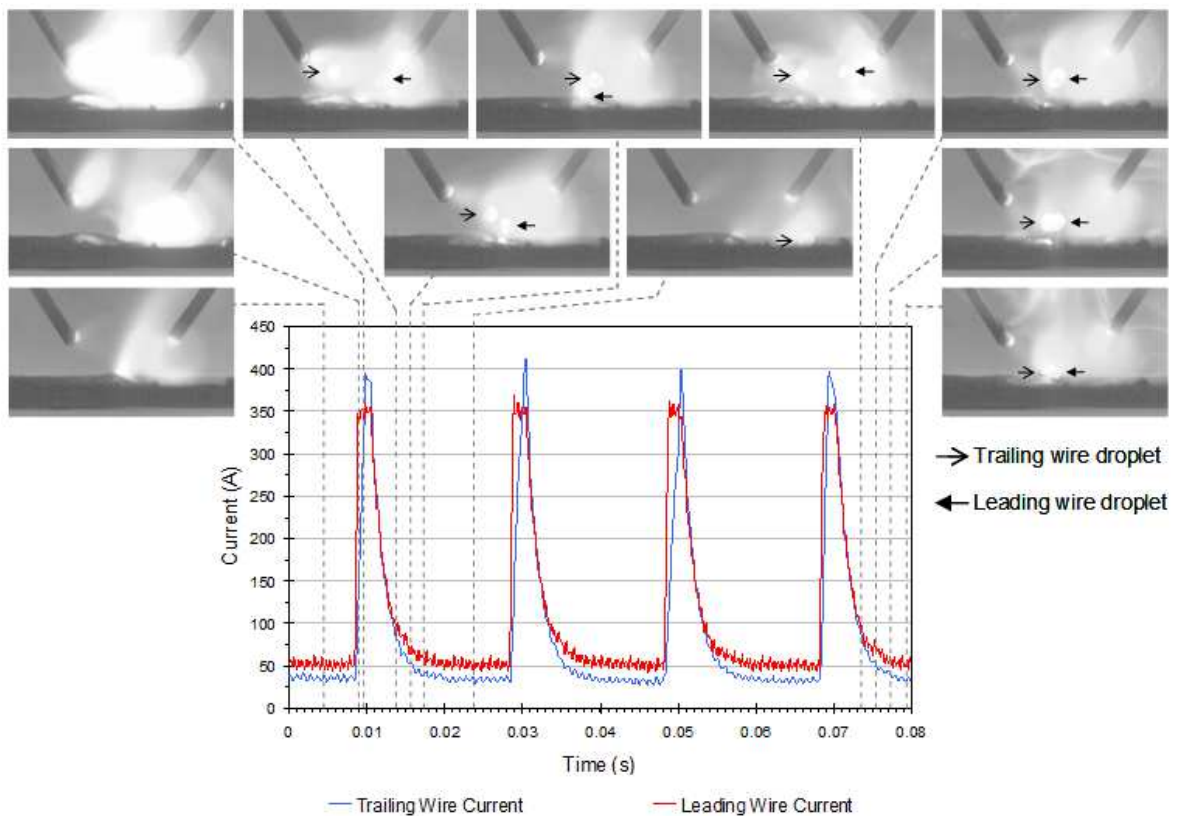 Trailing wire droplet
Leading wire droplet
450
400
350
300
250
200
150
100
50
0
Current (A)
0 0.01 0.02 0.03 0.04 0.05 0.06 0.07 0.08
Time (s)
Trailing Wire Current Leading Wire Current